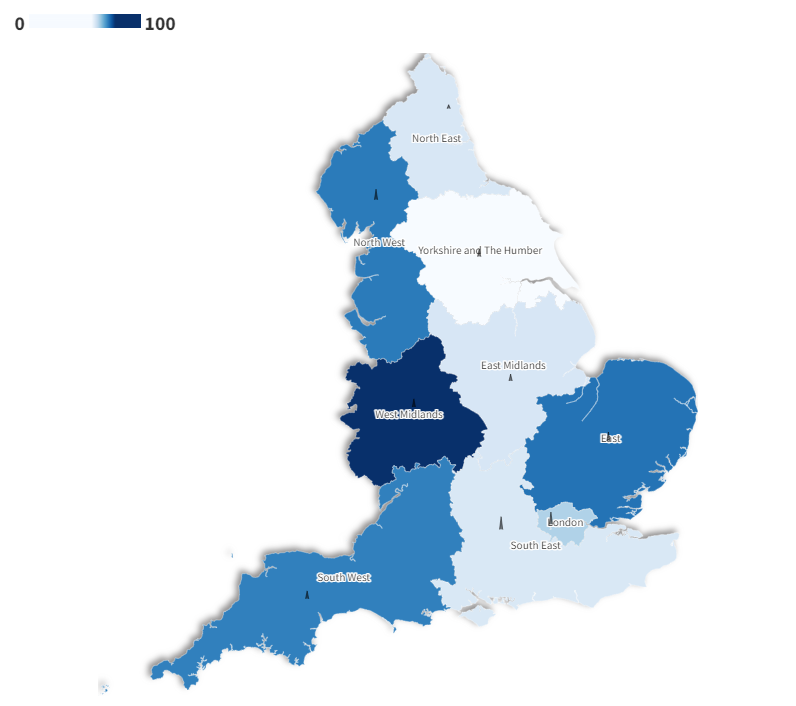 0 100
North East
North West
Yorkshire and The Humber
East Midlands
West Midlands
East
London
South East
South West